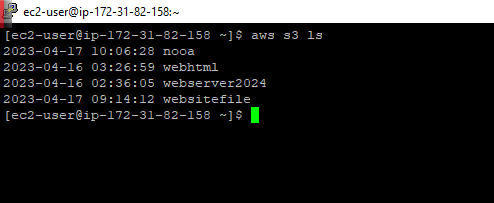 ec2-user@ip-172-31-82-158:~
[ec2-user@ip-172-31-82-158 ~]$ aws s3 ls
2023-04-17 10:06:28 nooa
2023-04-16 03:26:59 webhtml
2023-04-16 02:36:05 webserver2024
2023-04-17 09:14:12 websitefile
[ec2-user@ip-172-31-82-158 ~]$